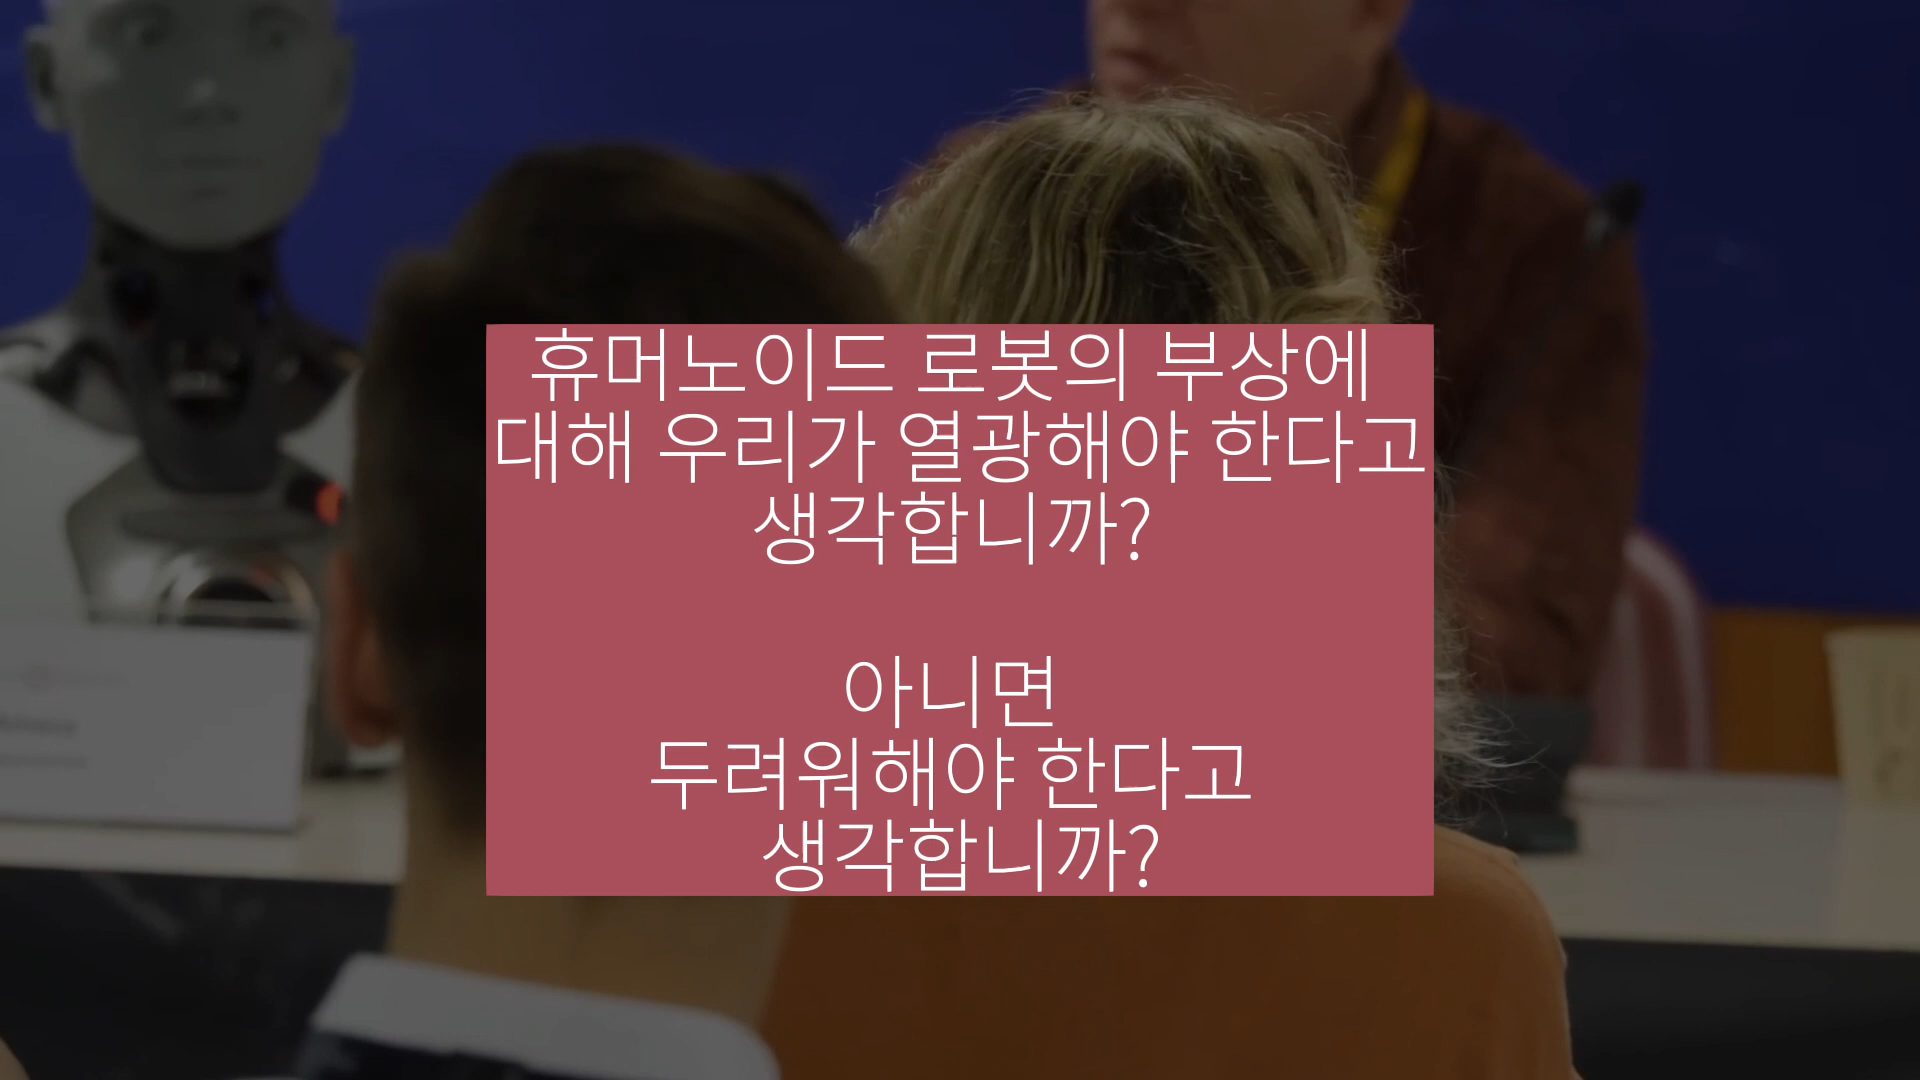 휴머노이드 로봇의 부상에
대해 우리가 열광해야 한다고
생각합니까?
아니면
두려워해야 한다고
생각합니까?